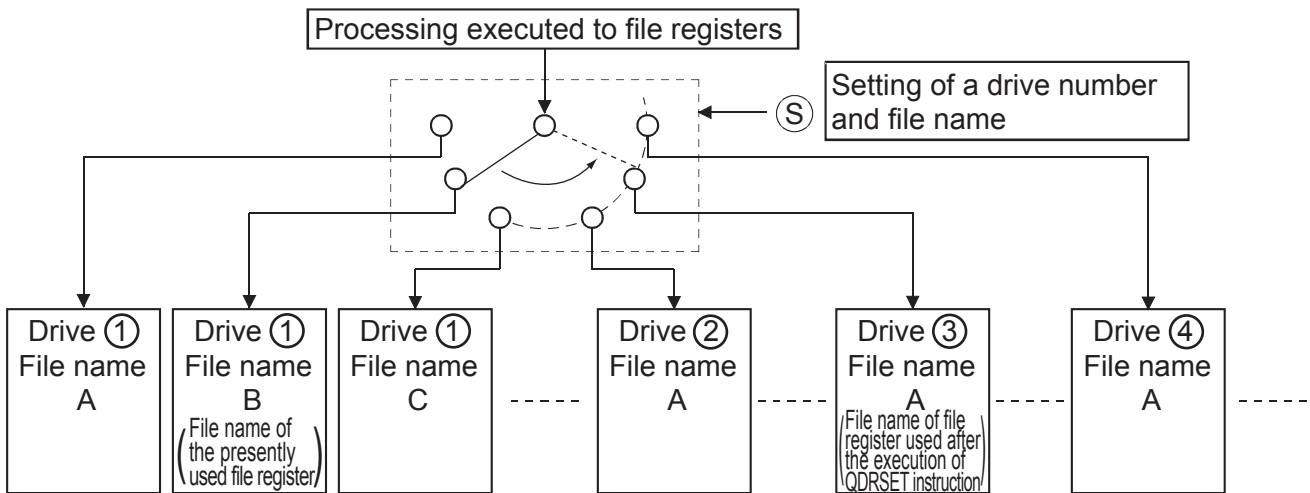 Processing executed to file registers
Ⓢ
Setting of a drive number
and file name
Drive ①
File name
A
Drive ①
File name
B
(File name of
the presently
used file register)
Drive ①
File name
C
Drive ②
File name
A
Drive ③
File name
A
(File name of file
register used after
the execution of
QDRSET instruction)
Drive ④
File name
A